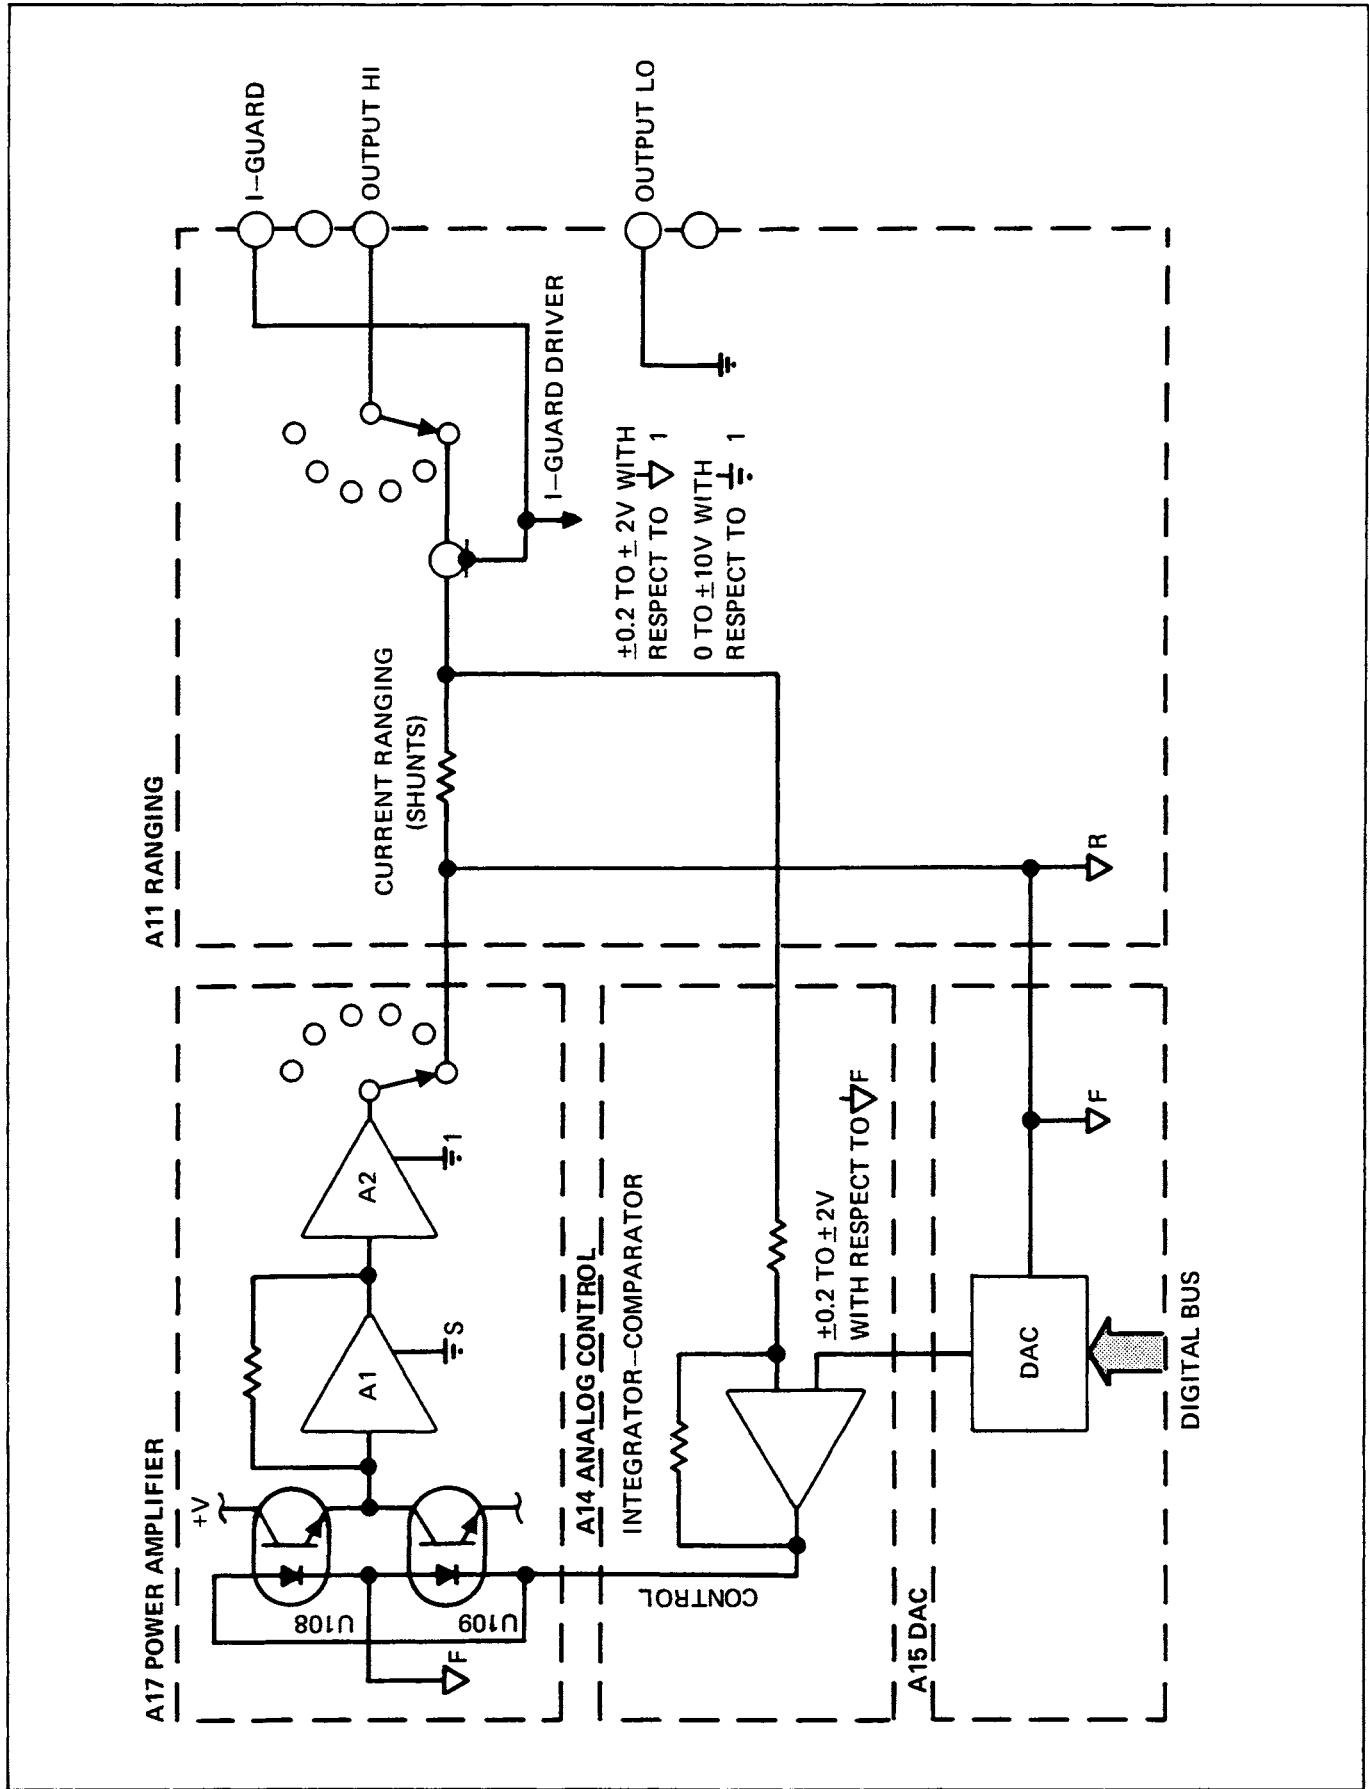 A17 POWER AMPLIFIER
+V
U108
U109
F
A1
S
A2
1
A14 ANALOG CONTROL
INTEGRATOR–COMPARATOR
CONTROL
±0.2 TO ± 2V
WITH RESPECT TO F
A15 DAC
DAC
F
DIGITAL BUS
A11 RANGING
CURRENT RANGING
(SHUNTS)
R
±0.2 TO ± 2V WITH
RESPECT TO 1
0 TO ±10V WITH
RESPECT TO 1
I–GUARD DRIVER
I–GUARD
OUTPUT HI
OUTPUT LO